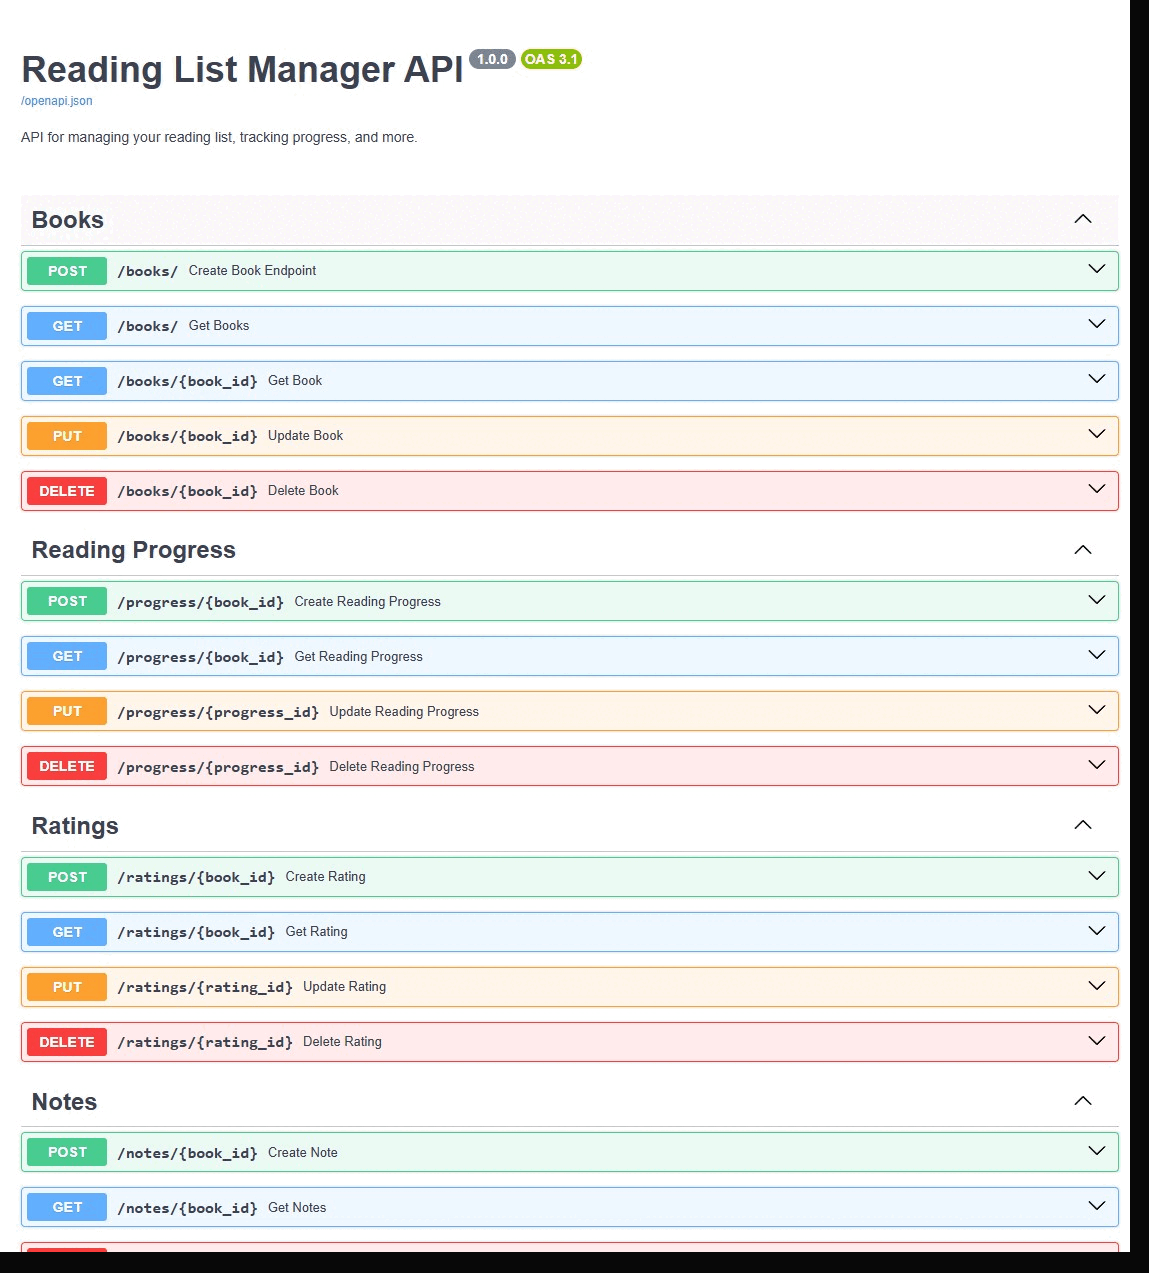 Reading List Manager API 1.0.0 OAS 3.1
/openapi.json
API for managing your reading list, tracking progress, and more.
Books
POST /books/ Create Book Endpoint
GET /books/ Get Books
GET /books/{book_id} Get Book
PUT /books/{book_id} Update Book
DELETE /books/{book_id} Delete Book
Reading Progress
POST /progress/{book_id} Create Reading Progress
GET /progress/{book_id} Get Reading Progress
PUT /progress/{progress_id} Update Reading Progress
DELETE /progress/{progress_id} Delete Reading Progress
Ratings
POST /ratings/{book_id} Create Rating
GET /ratings/{book_id} Get Rating
PUT /ratings/{rating_id} Update Rating
DELETE /ratings/{rating_id} Delete Rating
Notes
POST /notes/{book_id} Create Note
GET /notes/{book_id} Get Notes